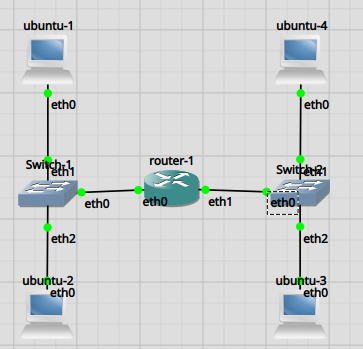 ubuntu-1
ubuntu-4
eth0
eth0
router-1
Switch-1
eth1
Switch-2
eth1
eth0
eth0
eth1
eth0
eth2
eth2
ubuntu-2
eth0
ubuntu-3
eth0